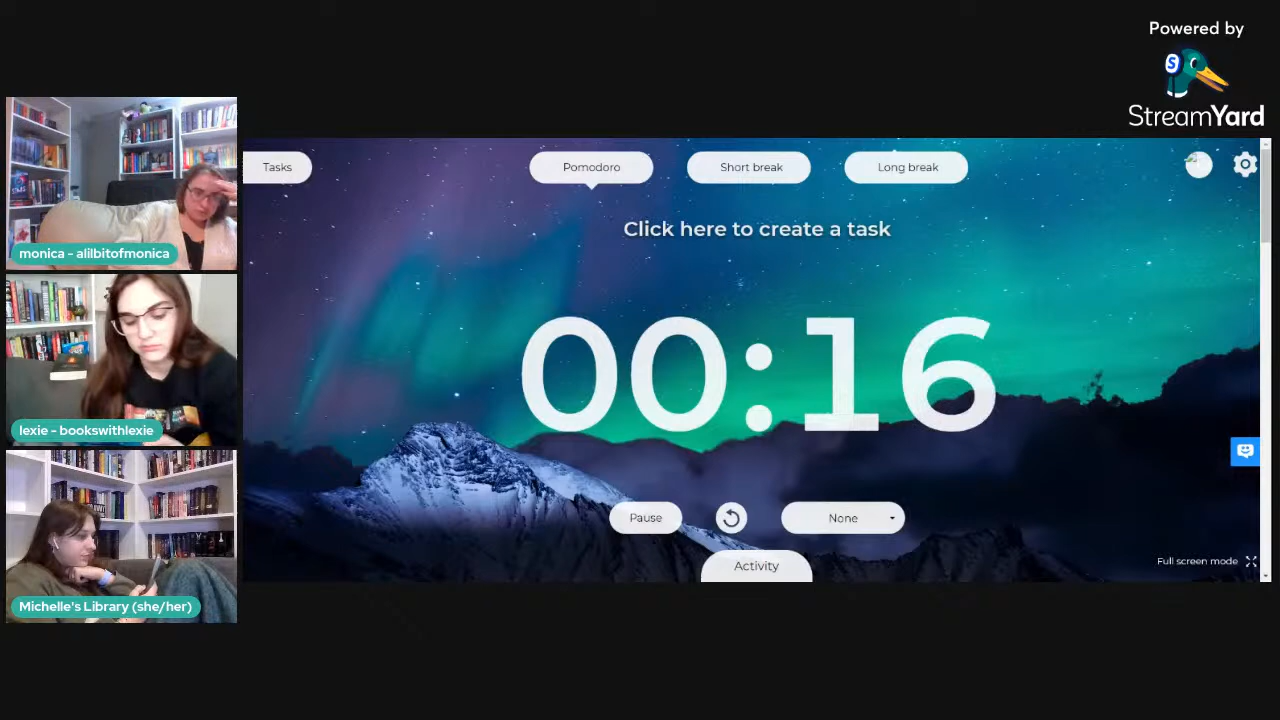 Powered by
S
StreamYard
monica - alilbitofmonica
lexie - bookswithlexie
Michelle's Library (she/her)
Tasks
Pomodoro
Short break
Long break
Click here to create a task
00:16
Pause
None
Activity
Full screen mode